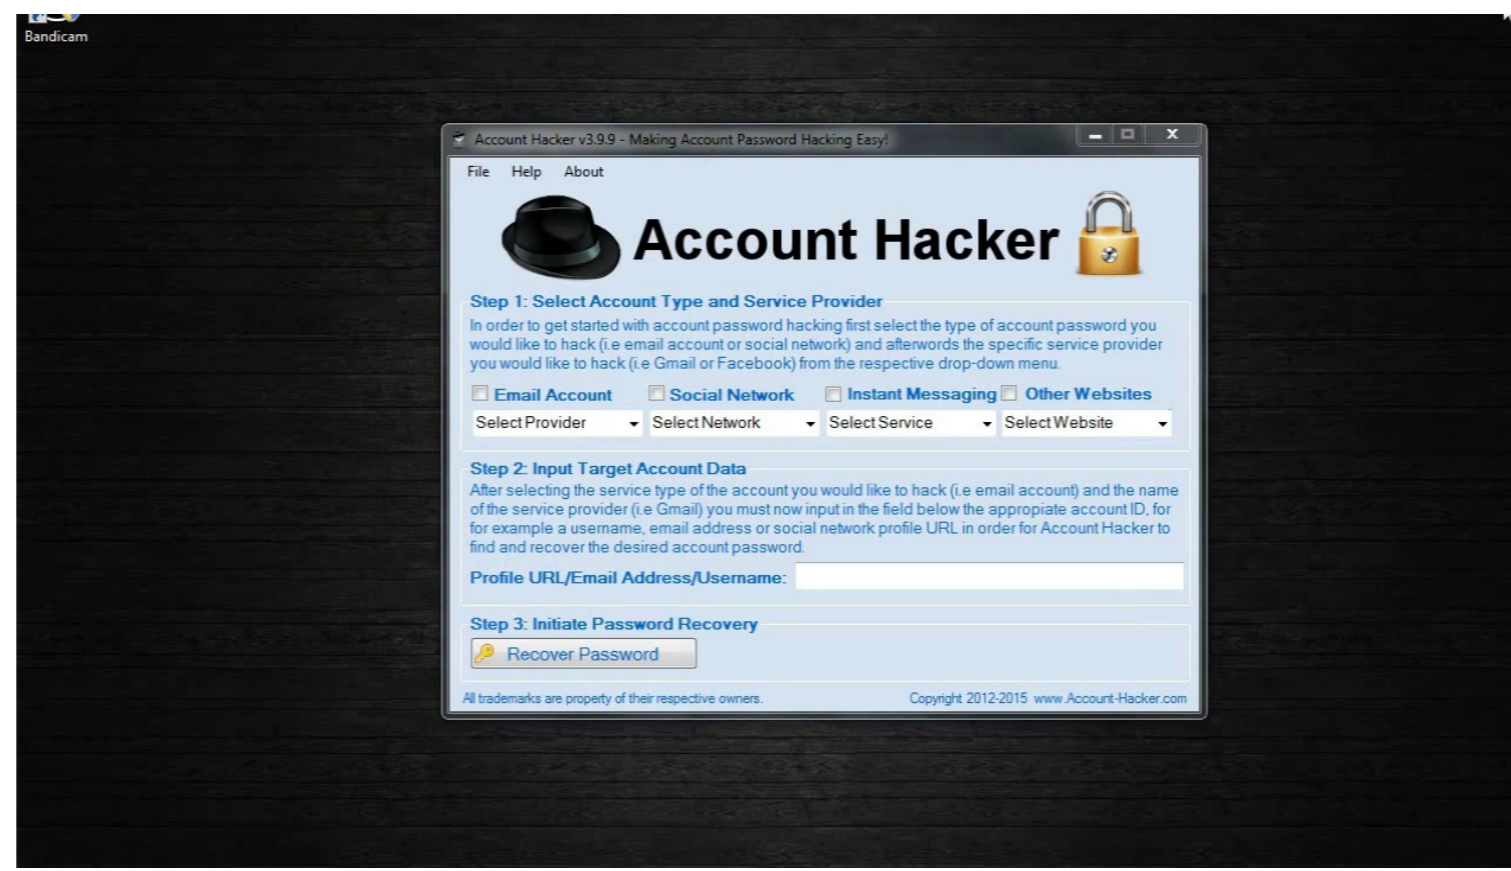 Bandicam
Account Hacker v3.9.9 - Making Account Password Hacking Easy!
File Help About
Account Hacker
Step 1: Select Account Type and Service Provider
In order to get started with account password hacking first select the type of account password you
would like to hack (i.e email account or social network) and afterwords the specific service provider
you would like to hack (i.e Gmail or Facebook) from the respective drop-down menu.
Email Account Social Network Instant Messaging Other Websites
Select Provider Select Network Select Service Select Website
Step 2: Input Target Account Data
After selecting the service type of the account you would like to hack (i.e email account) and the name
of the service provider (i.e Gmail) you must now input in the field below the appropiate account ID, for
for example a username, email address or social network profile URL in order for Account Hacker to
find and recover the desired account password.
Profile URL/Email Address/Username:
Step 3: Initiate Password Recovery
Recover Password
All trademarks are property of their respective owners. Copyright 2012-2015 www.Account-Hacker.com